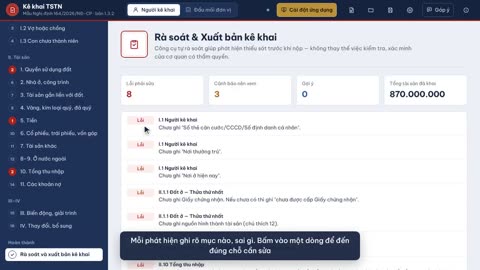 Kê khai TSTN
Mẫu Nghị định 164/2026/NĐ-CP · bản 1.3.2
Người kê khai
Đầu mối đơn vị
Cài đặt ứng dụng
Góp ý
I.2 Vợ hoặc chồng
I.3 Con chưa thành niên
II. Tài sản
1. Quyền sử dụng đất
2. Nhà ở, công trình
3. Tài sản gắn liền với đất
4. Vàng, kim loại quý, đá quý
5. Tiền
6. Cổ phiếu, trái phiếu, vốn góp
7. Tài sản khác
8–9. Ở nước ngoài
10. Tổng thu nhập
11. Các khoản nợ
III–IV
III. Biến động, giải trình
IV. Thay đổi, bổ sung
Hoàn thành
Rà soát và xuất bản kê khai
Rà soát & Xuất bản kê khai
Công cụ tự rà soát giúp phát hiện thiếu sót trước khi nộp — không thay thế việc kiểm tra, xác minh
của cơ quan có thẩm quyền.
Lỗi phải sửa
8
Cảnh báo nên xem
3
Gợi ý
0
Tổng tài sản đã khai
870.000.000
Lỗi
I.1 Người kê khai
Chưa ghi "Số thẻ căn cước/CCCD/Số định danh cá nhân".
Lỗi
I.1 Người kê khai
Chưa ghi "Nơi thường trú".
Lỗi
I.1 Người kê khai
Chưa ghi "Nơi ở hiện nay".
Lỗi
II.1.1 Đất ở — Thửa thứ nhất
Chưa ghi Giấy chứng nhận. Nếu chưa có thì ghi "chưa được cấp Giấy chứng nhận".
Lỗi
II.1.1 Đất ở — Thửa thứ nhất
Chưa ghi nguồn hình thành tài sản (chú thích 12).
Mỗi phát hiện ghi rõ mục nào, sai gì. Bấm vào một dòng để đến
đúng chỗ cần sửa
Lỗi
II.10 Tổng thu nhập